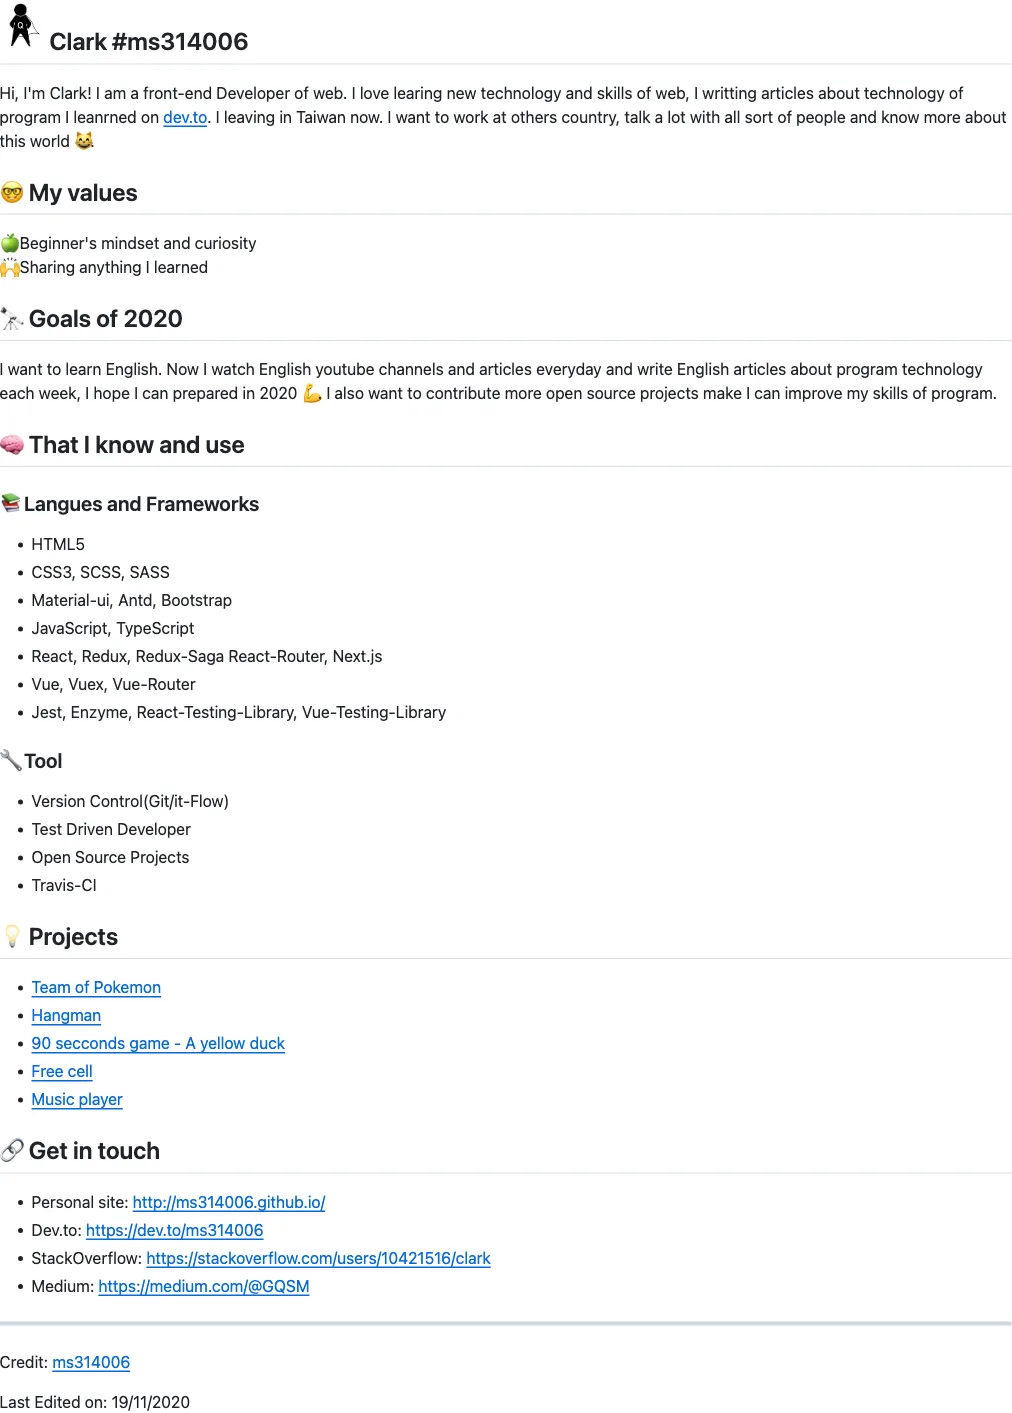 Clark #ms314006
Hi, I'm Clark! I am a front-end Developer of web. I love learing new technology and skills of web, I writting articles about technology of
program I leanrned on dev.to. I leaving in Taiwan now. I want to work at others country, talk a lot with all sort of people and know more about
this world 😸.
🤓 My values
🍏Beginner's mindset and curiosity
🙌Sharing anything I learned
🔭 Goals of 2020
I want to learn English. Now I watch English youtube channels and articles everyday and write English articles about program technology
each week, I hope I can prepared in 2020 💪 I also want to contribute more open source projects make I can improve my skills of program.
🧠 That I know and use
📚 Langues and Frameworks
• HTML5
• CSS3, SCSS, SASS
• Material-ui, Antd, Bootstrap
• JavaScript, TypeScript
• React, Redux, Redux-Saga React-Router, Next.js
• Vue, Vuex, Vue-Router
• Jest, Enzyme, React-Testing-Library, Vue-Testing-Library
🔧Tool
• Version Control(Git/it-Flow)
• Test Driven Developer
• Open Source Projects
• Travis-CI
💡 Projects
• Team of Pokemon
• Hangman
• 90 secconds game - A yellow duck
• Free cell
• Music player
🔗 Get in touch
• Personal site: http://ms314006.github.io/
• Dev.to: https://dev.to/ms314006
• StackOverflow: https://stackoverflow.com/users/10421516/clark
• Medium: https://medium.com/@GQSM
Credit: ms314006
Last Edited on: 19/11/2020